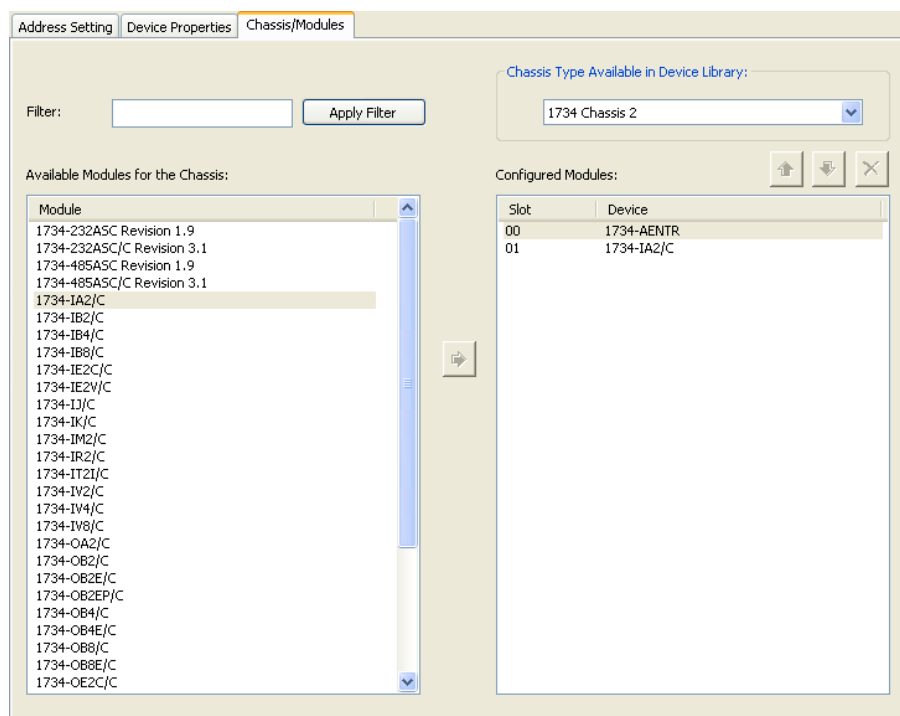 Address Setting Device Properties Chassis/Modules
Chassis Type Available in Device Library:
Filter: Apply Filter 1734 Chassis 2
Available Modules for the Chassis: Configured Modules:
Module Slot Device
1734-232ASC Revision 1.9 00 1734-AENTR
1734-232ASC/C Revision 3.1 01 1734-IA2/C
1734-485ASC Revision 1.9
1734-485ASC/C Revision 3.1
1734-IA2/C
1734-IB2/C
1734-IB4/C
1734-IB8/C
1734-IE2C/C
1734-IE2V/C
1734-IJ/C
1734-IK/C
1734-IM2/C
1734-IR2/C
1734-IT2I/C
1734-IV2/C
1734-IV4/C
1734-IV8/C
1734-OA2/C
1734-OB2/C
1734-OB2E/C
1734-OB2EP/C
1734-OB4/C
1734-OB4E/C
1734-OB8/C
1734-OB8E/C
1734-OE2C/C